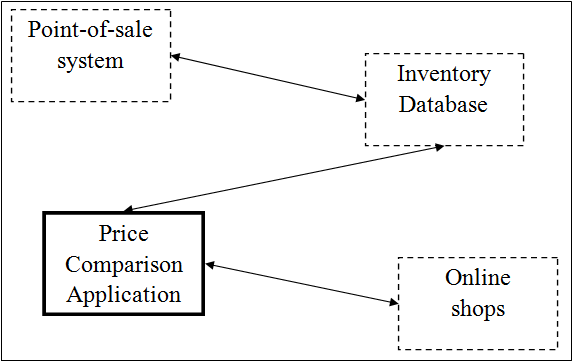 Point-of-sale
system
Inventory
Database
Price
Comparison
Application
Online
shops